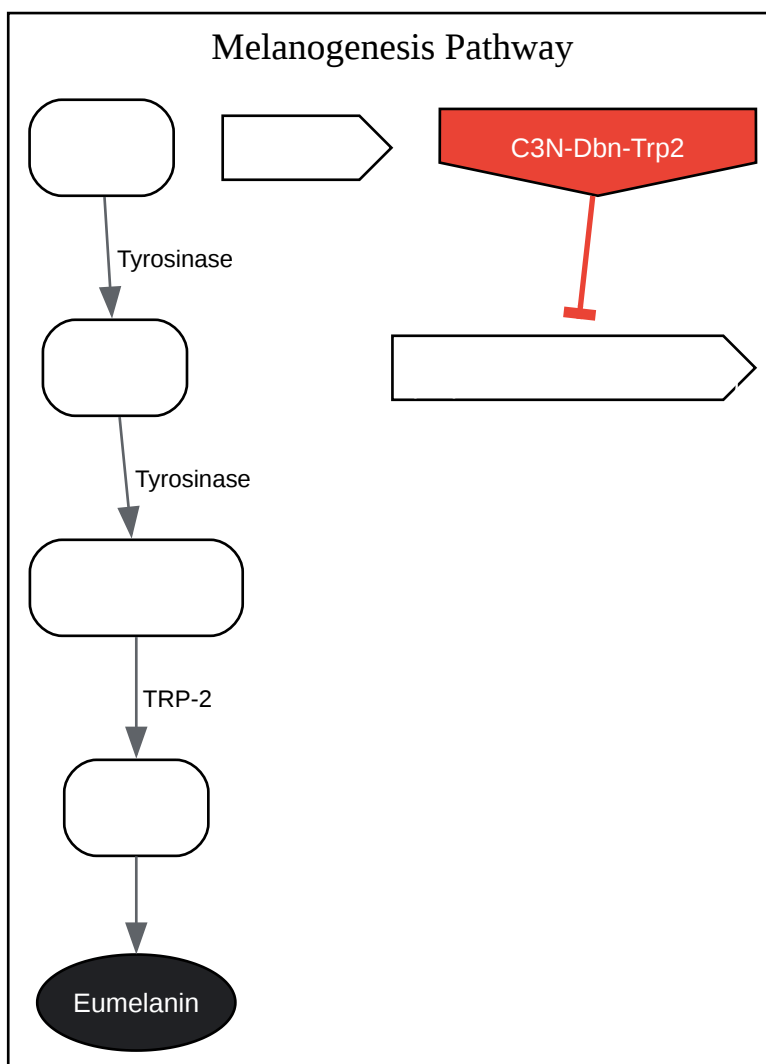 Melanogenesis Pathway
C3N-Dbn-Trp2
Tyrosinase
Tyrosinase
TRP-2
Eumelanin